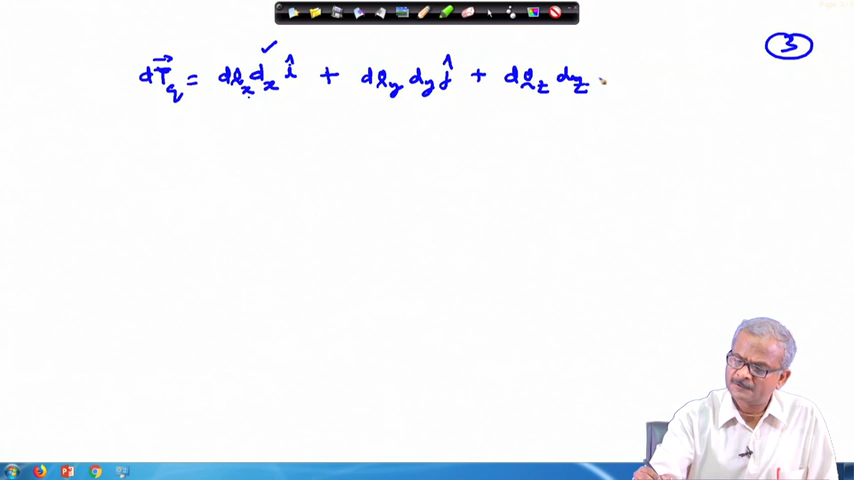 3
dT⃗_q = dl_x d_x î + dl_y d_y ĵ + dl_z d_z